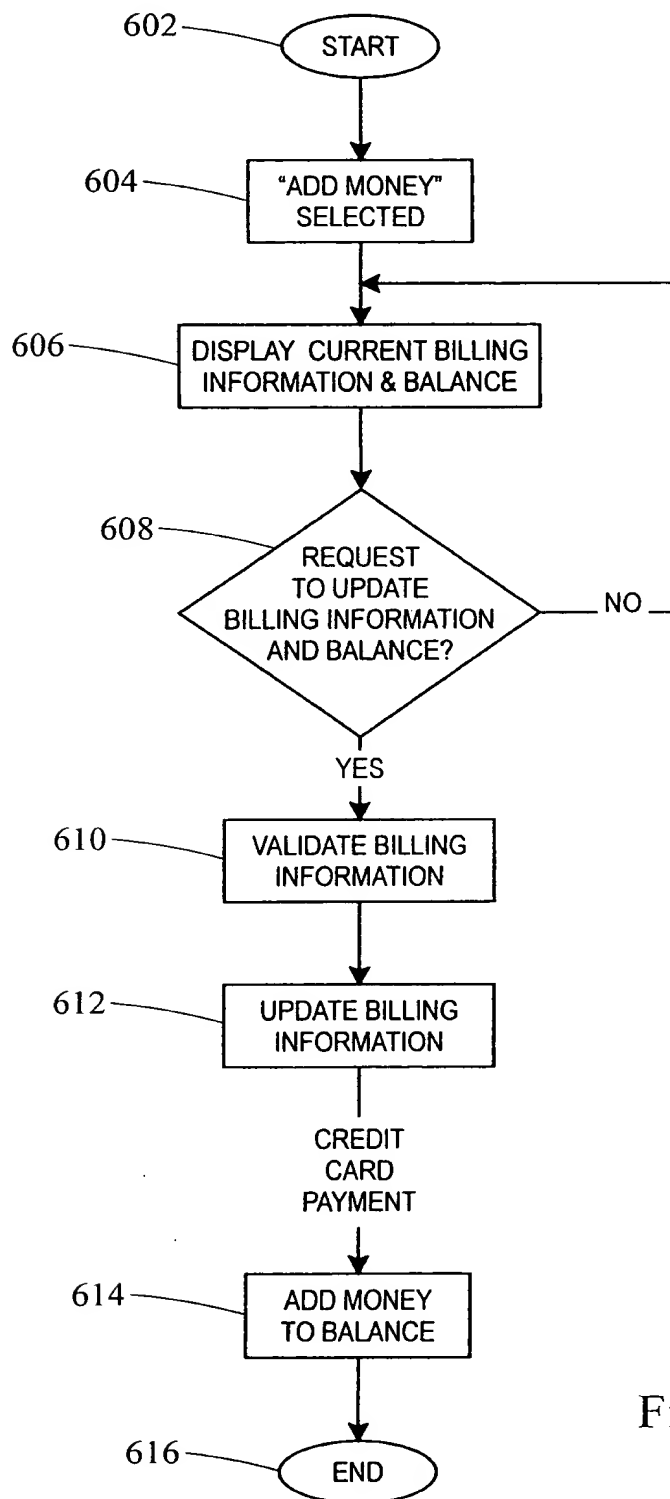 602
START
604
"ADD MONEY"
SELECTED
606
DISPLAY CURRENT BILLING
INFORMATION & BALANCE
608
REQUEST
TO UPDATE
BILLING INFORMATION
AND BALANCE?
NO
YES
610
VALIDATE BILLING
INFORMATION
612
UPDATE BILLING
INFORMATION
CREDIT
CARD
PAYMENT
614
ADD MONEY
TO BALANCE
616
END